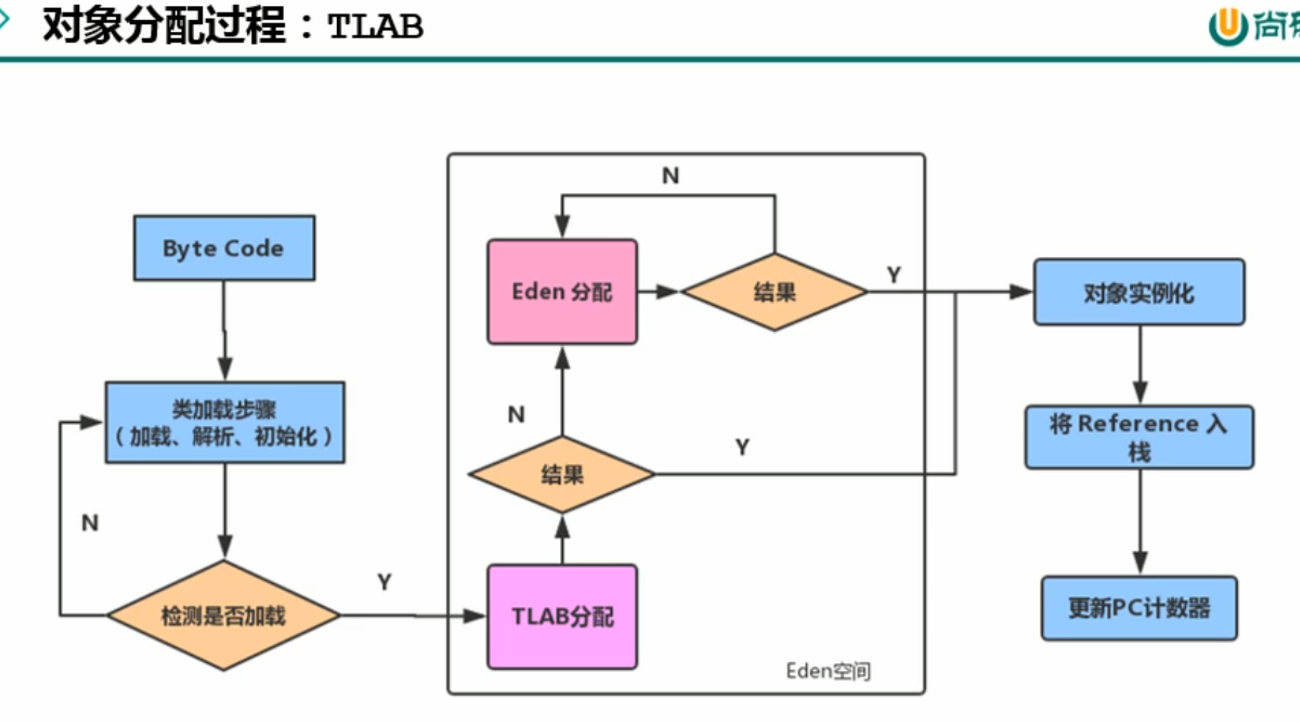 对象分配过程：TLAB
尚
Byte Code
类加载步骤
（加载、解析、初始化）
N
检测是否加载
Y
N
Eden 分配
结果
Y
N
结果
Y
TLAB分配
Eden空间
对象实例化
将 Reference 入
栈
更新PC计数器